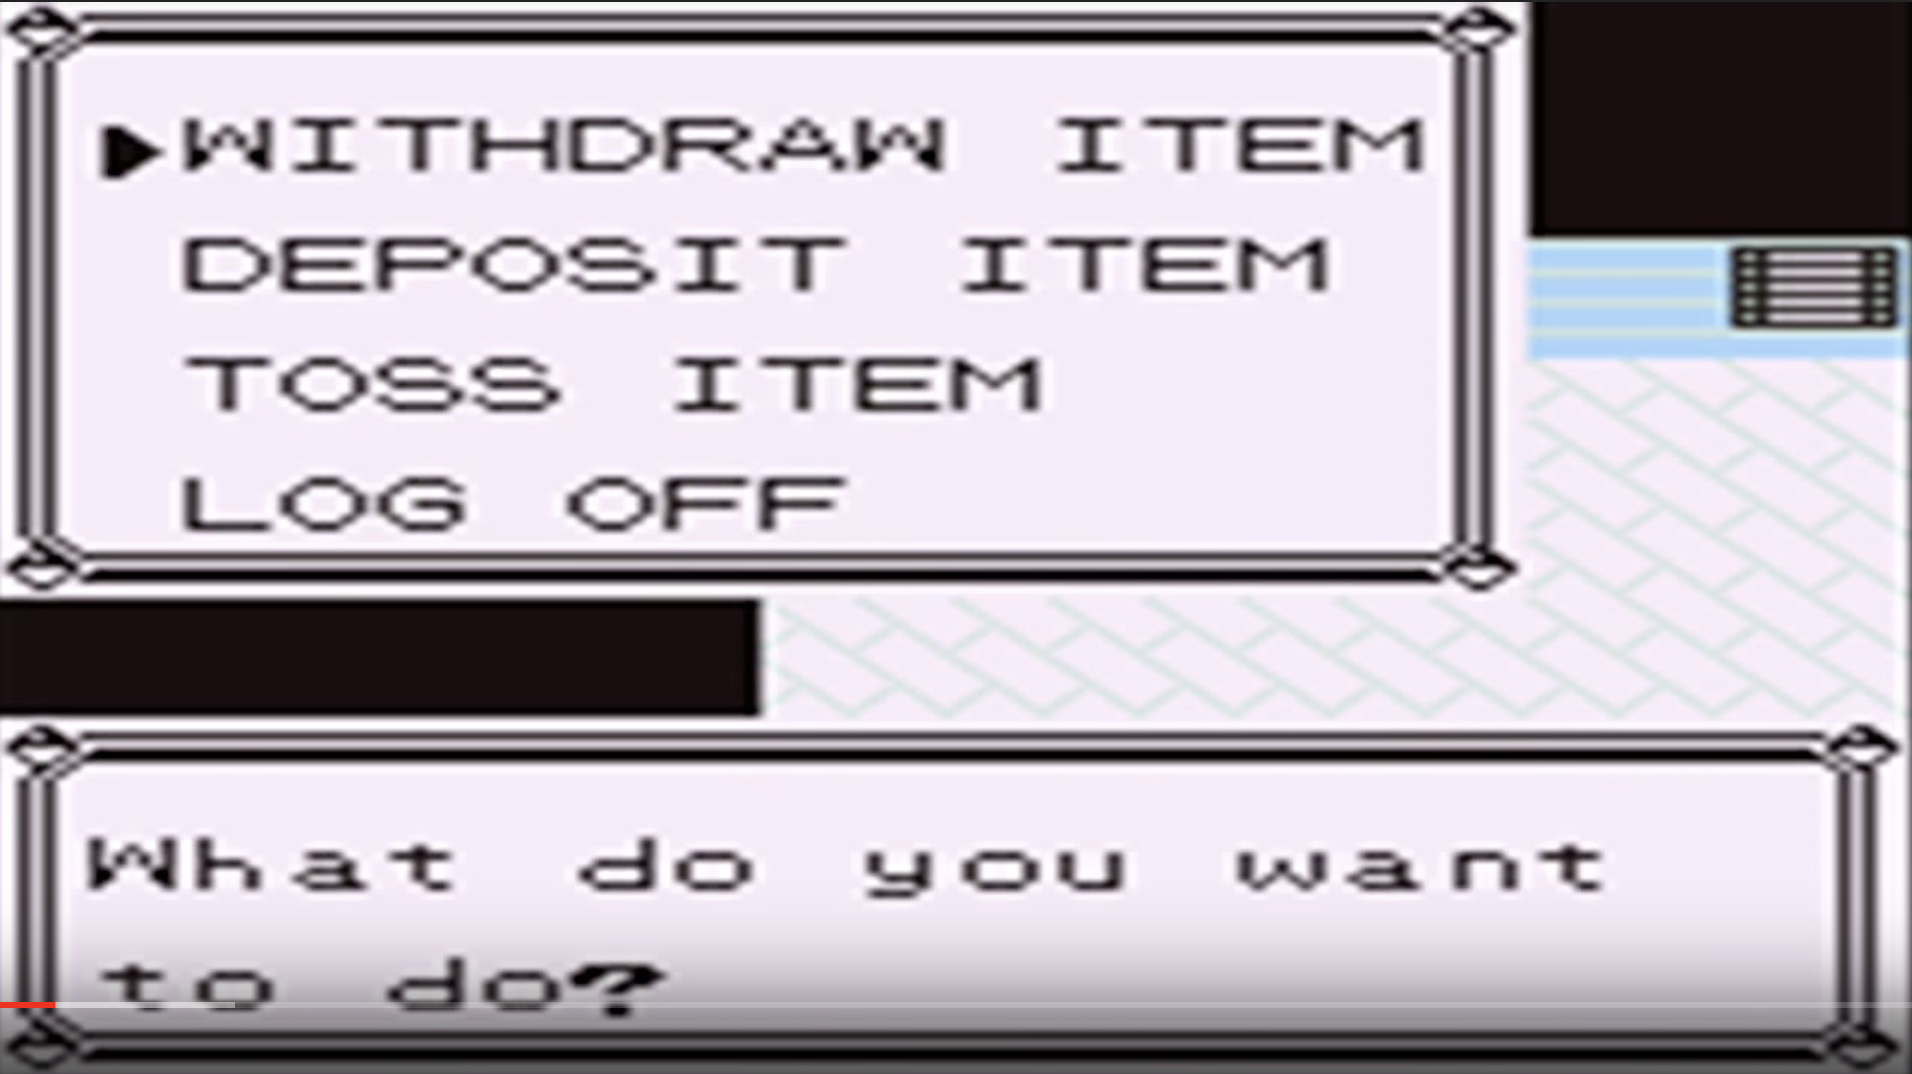 ▶WITHDRAW ITEM
DEPOSIT ITEM
TOSS ITEM
LOG OFF
What do you want
to do?